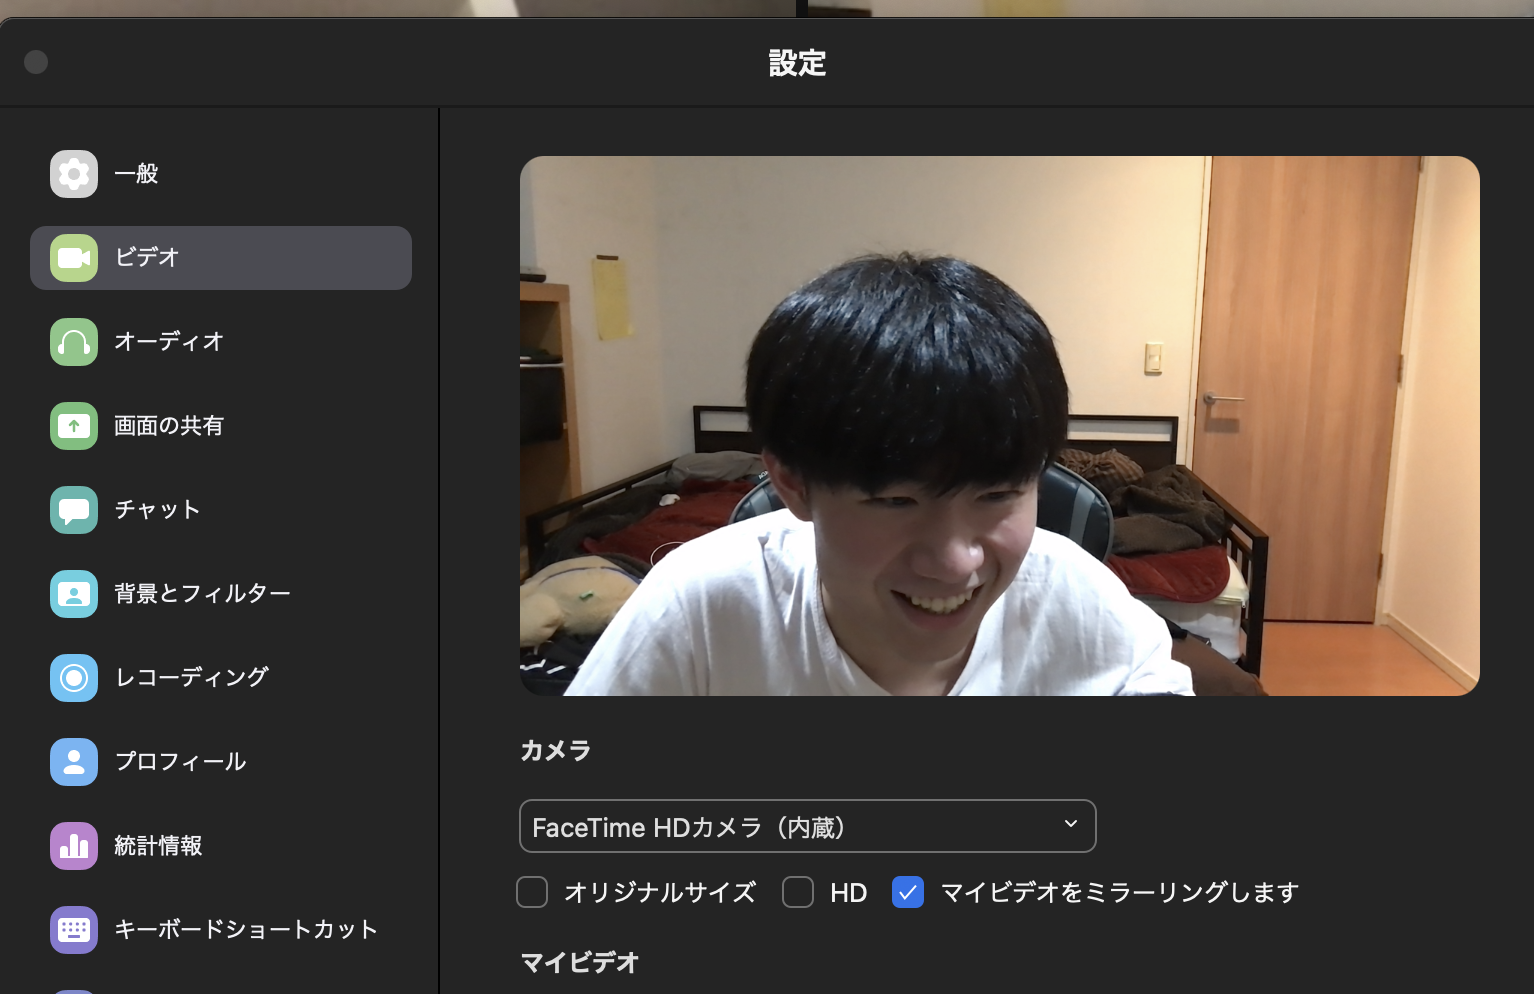 設定
一般
ビデオ
オーディオ
画面の共有
チャット
背景とフィルター
レコーディング
プロフィール
統計情報
キーボードショートカット
カメラ
FaceTime HDカメラ（内蔵）
オリジナルサイズ HD マイビデオをミラーリングします
マイビデオ